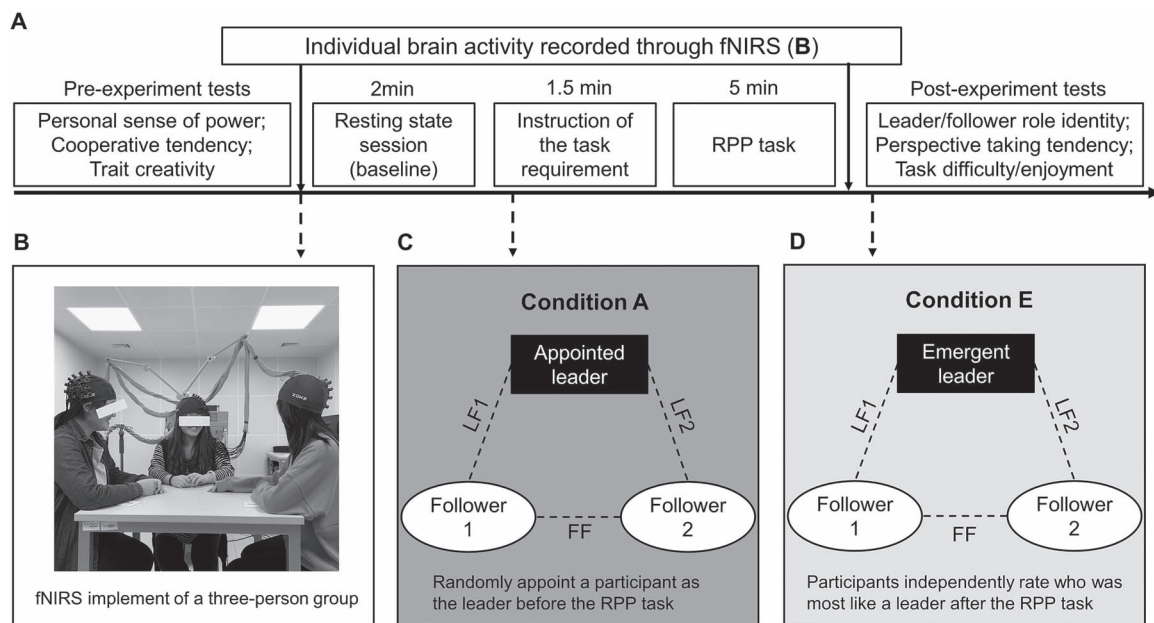 A
Individual brain activity recorded through fNIRS (B)
Pre-experiment tests
2min
1.5 min
5 min
Post-experiment tests
Personal sense of power;
Cooperative tendency;
Trait creativity
Resting state
session
(baseline)
Instruction of
the task
requirement
RPP task
Leader/follower role identity;
Perspective taking tendency;
Task difficulty/enjoyment
B
fNIRS implement of a three-person group
C
Condition A
Appointed
leader
LF1
LF2
Follower
1
FF
Follower
2
Randomly appoint a participant as
the leader before the RPP task
D
Condition E
Emergent
leader
LF1
LF2
Follower
1
FF
Follower
2
Participants independently rate who was
most like a leader after the RPP task